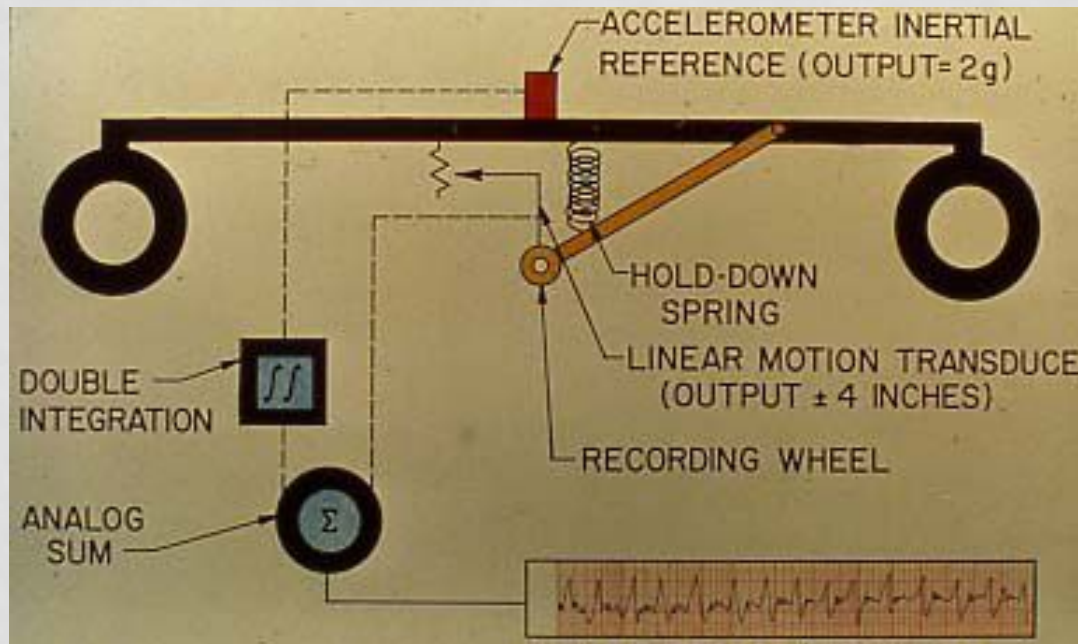 ACCELEROMETER INERTIAL
REFERENCE (OUTPUT= 2g)
HOLD-DOWN
SPRING
LINEAR MOTION TRANSDUCE
(OUTPUT ± 4 INCHES)
RECORDING WHEEL
DOUBLE
INTEGRATION
∫∫
ANALOG
SUM
Σ